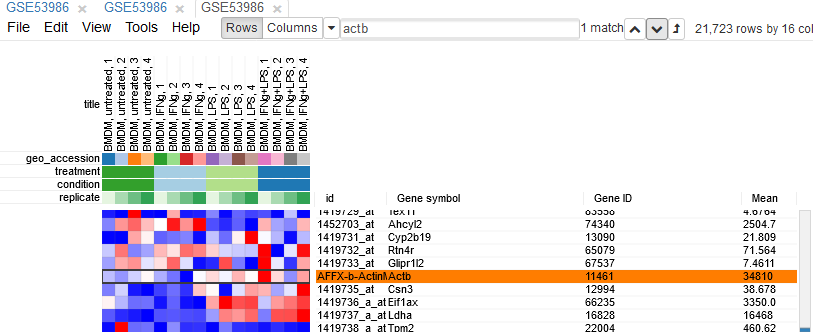 GSE53986 × GSE53986 × GSE53986 ×
File Edit View Tools Help Rows Columns actb 1 match 21,723 rows by 16 col
title
BMDM, untreated, 1
BMDM, untreated, 2
BMDM, untreated, 3
BMDM, untreated, 4
BMDM, IFNg, 1
BMDM, IFNg, 2
BMDM, IFNg, 3
BMDM, IFNg, 4
BMDM, LPS, 1
BMDM, LPS, 2
BMDM, LPS, 3
BMDM, LPS, 4
BMDM, IFNg+LPS, 1
BMDM, IFNg+LPS, 2
BMDM, IFNg+LPS, 3
BMDM, IFNg+LPS, 4
geo_accession
treatment
condition
replicate
id Gene symbol Gene ID Mean
1419729_at Tex11 83558 4.6764
1452703_at Ahcyl2 74340 2504.7
1419731_at Cyp2b19 13090 21.809
1419732_at Rtn4r 65079 71.564
1419733_at Glipr1l2 67537 7.4611
AFFX-b-ActinM Actb 11461 34810
1419735_at Csn3 12994 38.678
1419736_a_at Eif1ax 66235 3350.0
1419737_a_at Ldha 16828 16468
1419738_a_at Tpm2 22004 460.62